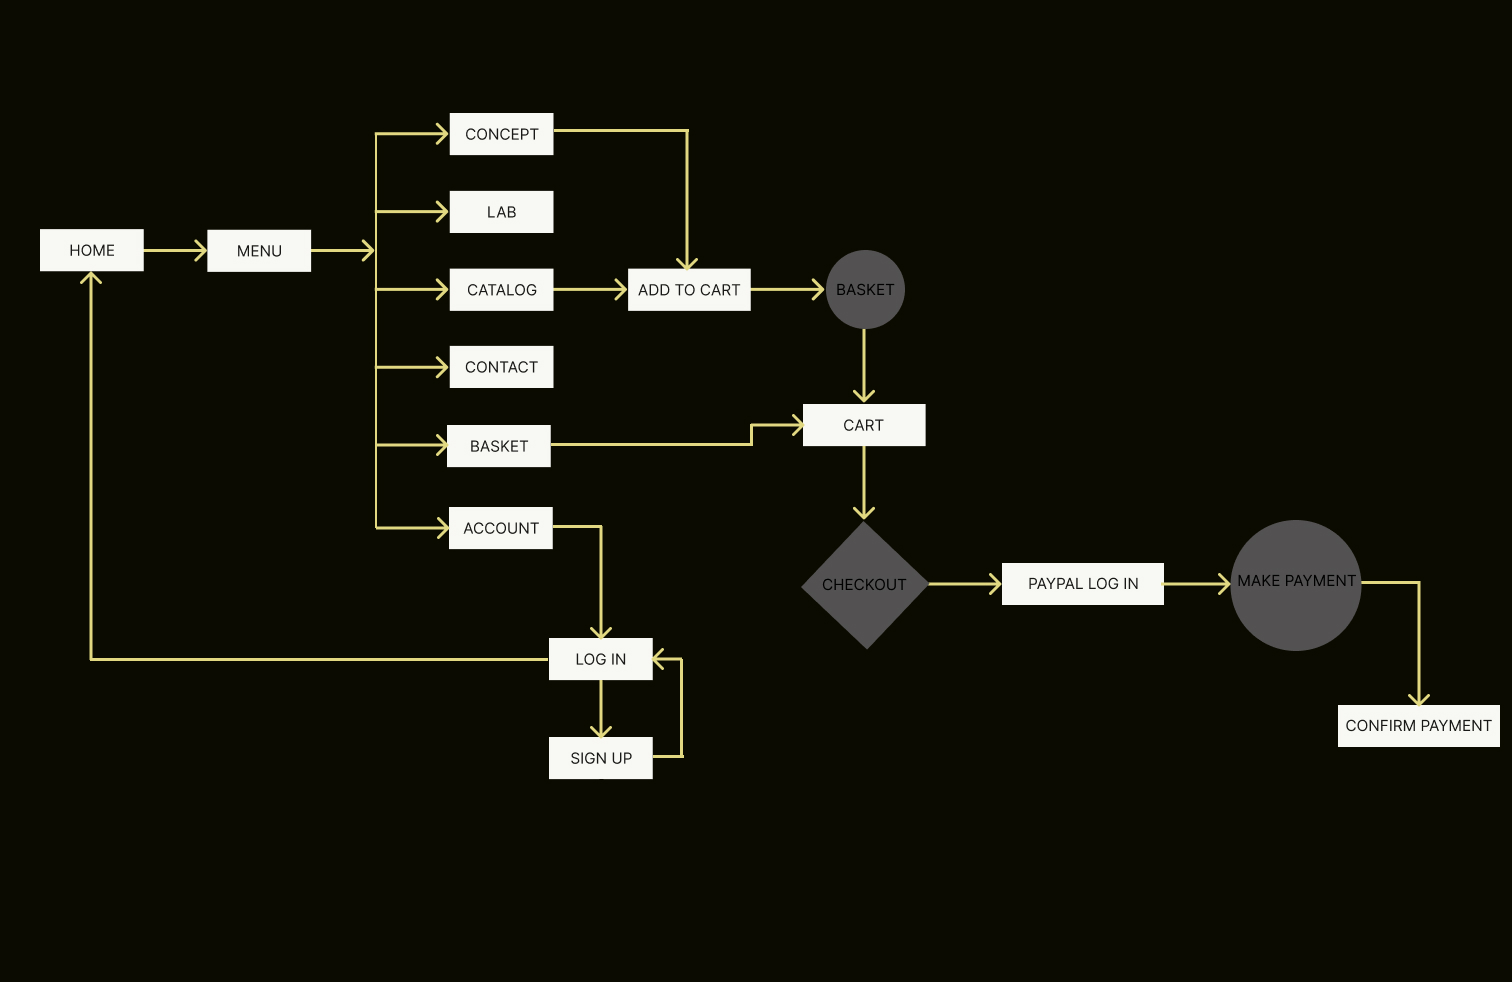 CONCEPT
LAB
HOME
MENU
CATALOG
ADD TO CART
BASKET
CONTACT
CART
BASKET
ACCOUNT
CHECKOUT
PAYPAL LOG IN
MAKE PAYMENT
LOG IN
CONFIRM PAYMENT
SIGN UP